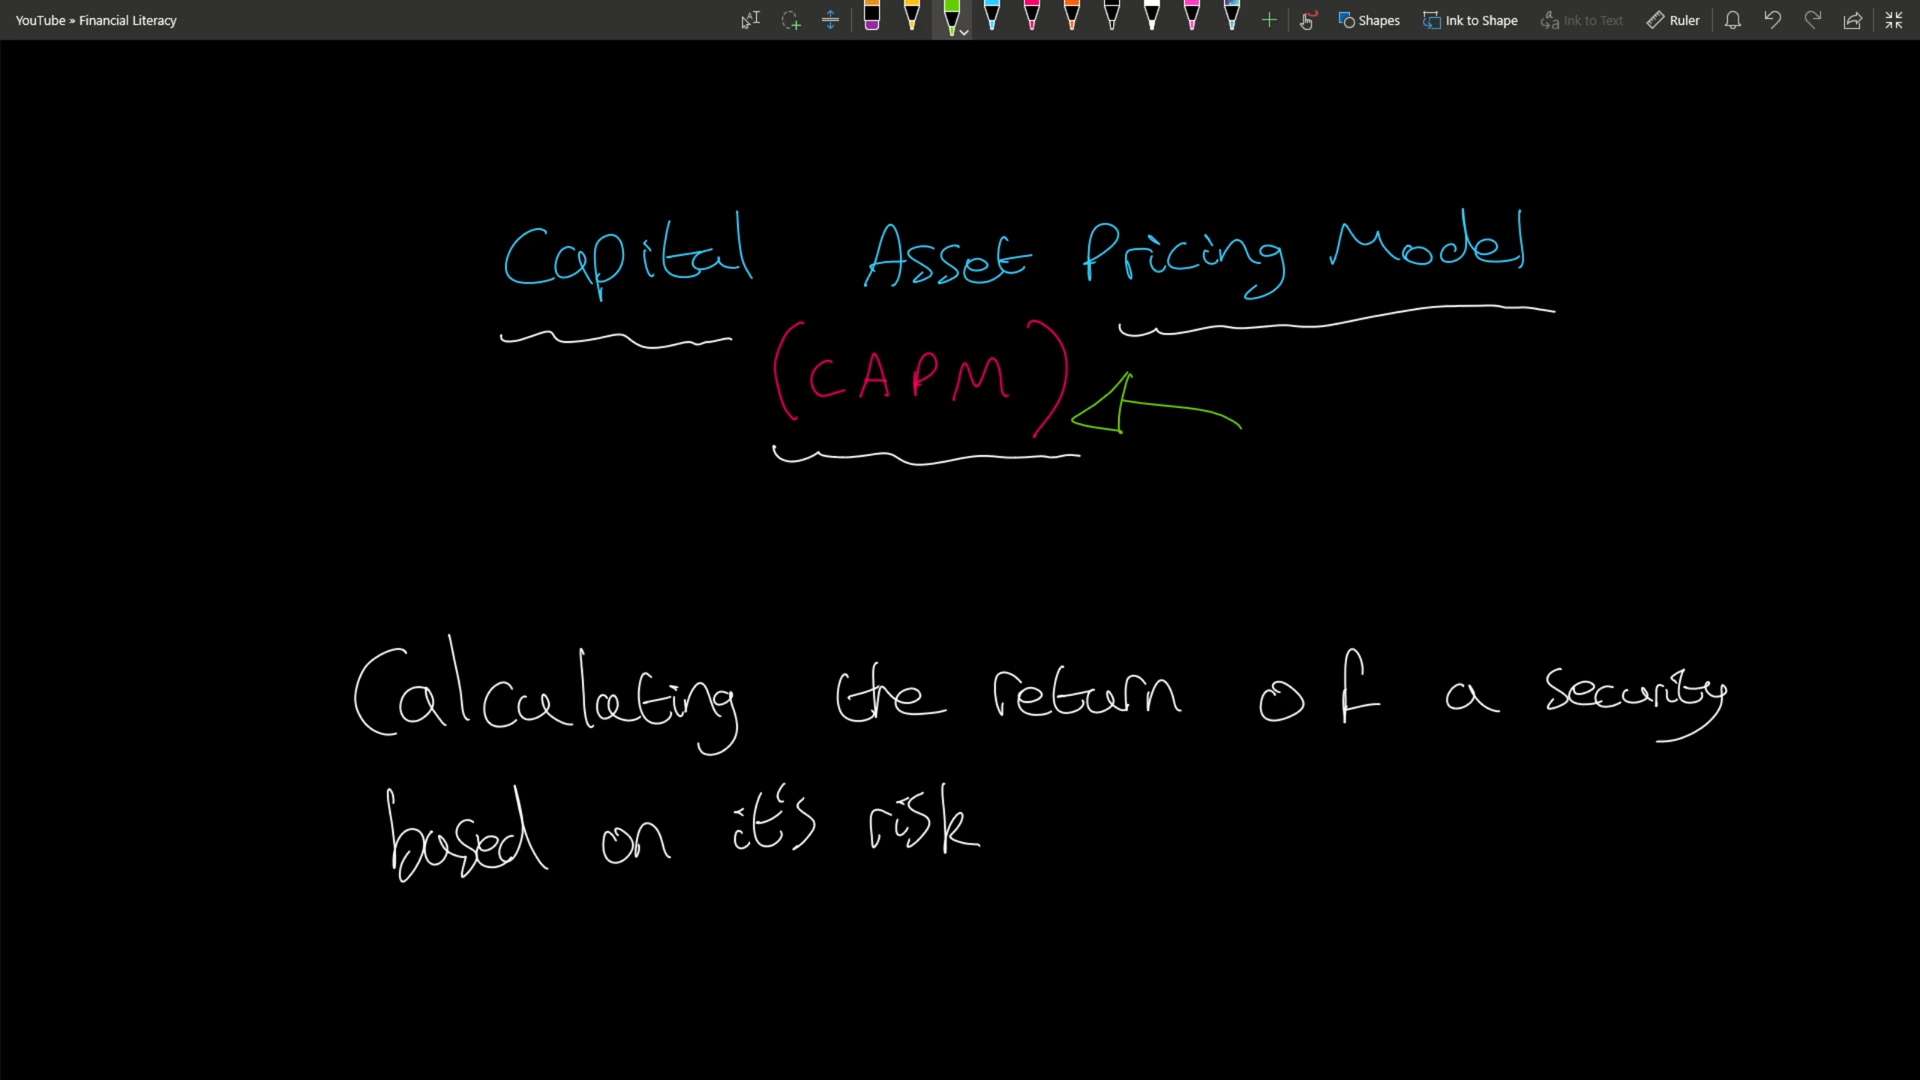 YouTube » Financial Literacy
Shapes Ink to Shape Ink to Text Ruler
Capital Asset Pricing Model
(CAPM)
Calculating the return of a security
based on it's risk